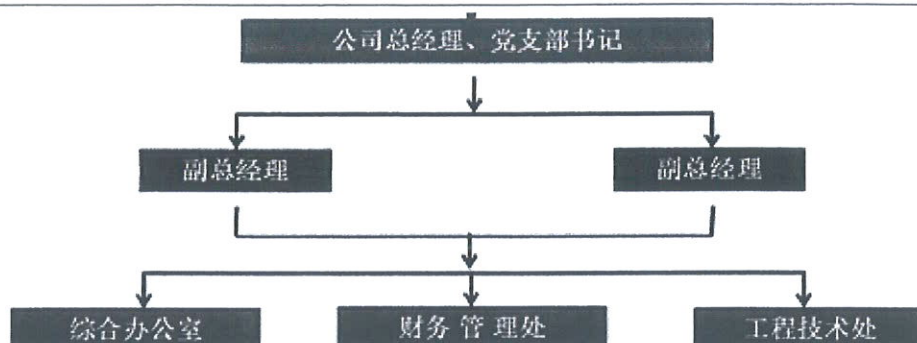 公司总经理、党支部书记
副总经理
副总经理
综合办公室
财务管理处
工程技术处